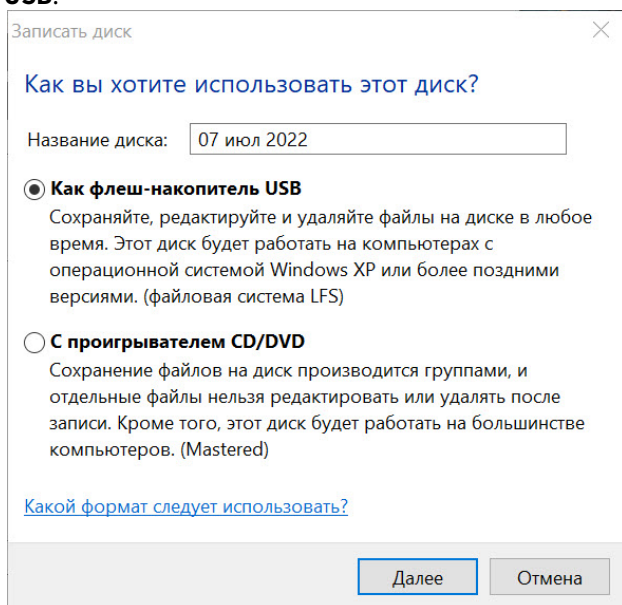 USB.
Записать диск
Как вы хотите использовать этот диск?
Название диска: 07 июл 2022
Как флеш-накопитель USB
Сохраняйте, редактируйте и удаляйте файлы на диске в любое
время. Этот диск будет работать на компьютерах с
операционной системой Windows XP или более поздними
версиями. (файловая система LFS)
С проигрывателем CD/DVD
Сохранение файлов на диск производится группами, и
отдельные файлы нельзя редактировать или удалять после
записи. Кроме того, этот диск будет работать на большинстве
компьютеров. (Mastered)
Какой формат следует использовать?
Далее Отмена